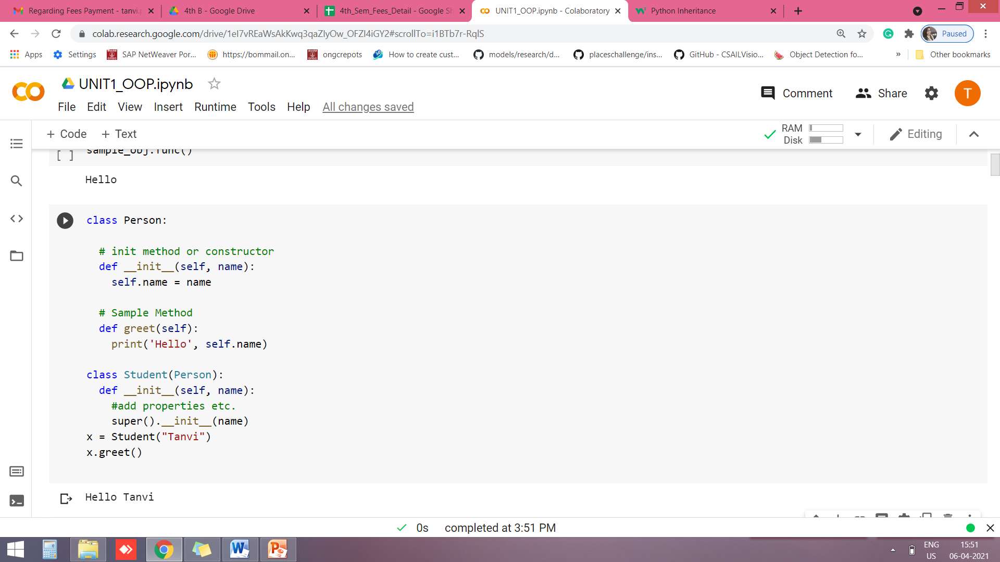 Regarding Fees Payment - tanvi.p
4th B - Google Drive
4th_Sem_Fees_Detail - Google Sh
UNIT1_OOP.ipynb - Colaboratory
Python Inheritance
colab.research.google.com/drive/1eI7vREaWsAkKwq3qaZIyOw_OFZI4iGY2#scrollTo=i1BTb7r-RqlS
Paused
Apps
Settings
SAP NetWeaver Por...
https://bommail.on...
ongcrepots
How to create cust...
models/research/d...
placeschallenge/ins...
GitHub - CSAILVisio...
Object Detection fo...
»
Other bookmarks
UNIT1_OOP.ipynb
Comment
Share
T
File Edit View Insert Runtime Tools Help All changes saved
+ Code + Text
RAM
Disk
Editing
[ ] sample_obj.func()
Hello
class Person:
# init method or constructor
def __init__(self, name):
self.name = name
# Sample Method
def greet(self):
print('Hello', self.name)
class Student(Person):
def __init__(self, name):
#add properties etc.
super().__init__(name)
x = Student("Tanvi")
x.greet()
Hello Tanvi
0s completed at 3:51 PM
ENG
US
15:51
06-04-2021